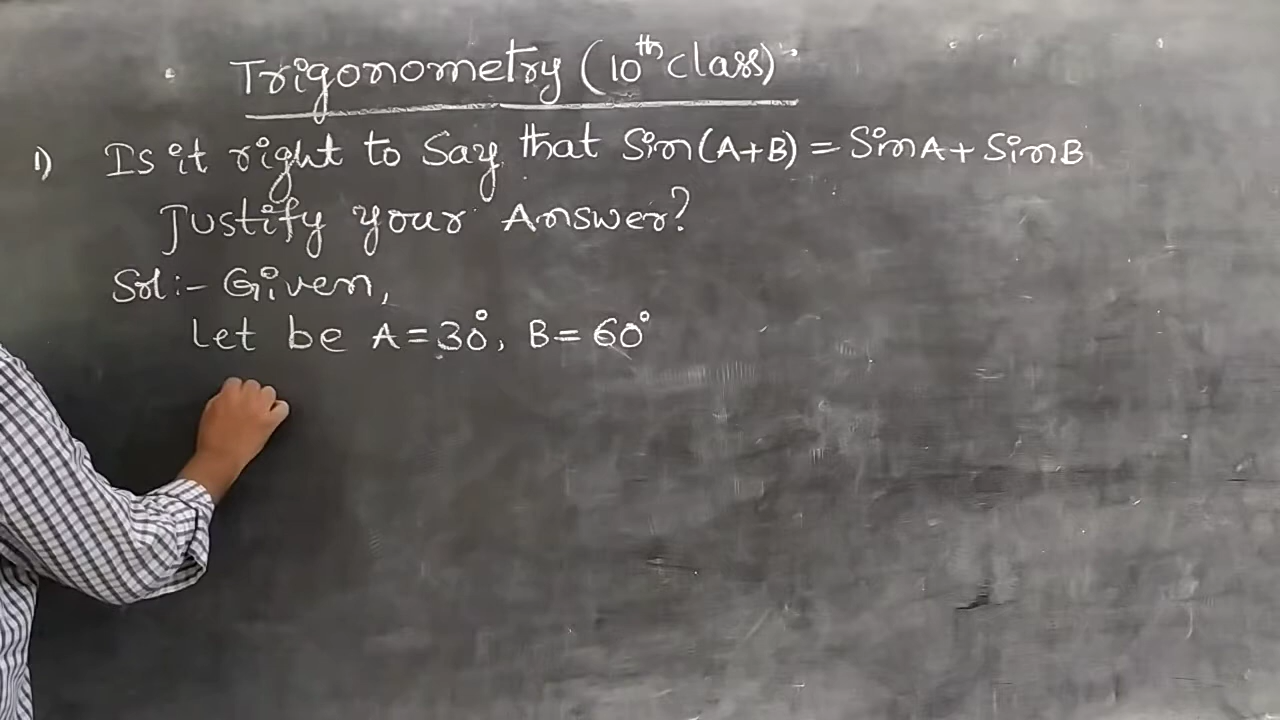 Trigonometry (10th class)
1) Is it right to Say that Sin(A+B) = SinA + SinB
Justify your Answer?
Sol:- Given,
Let be A=30°, B=60°